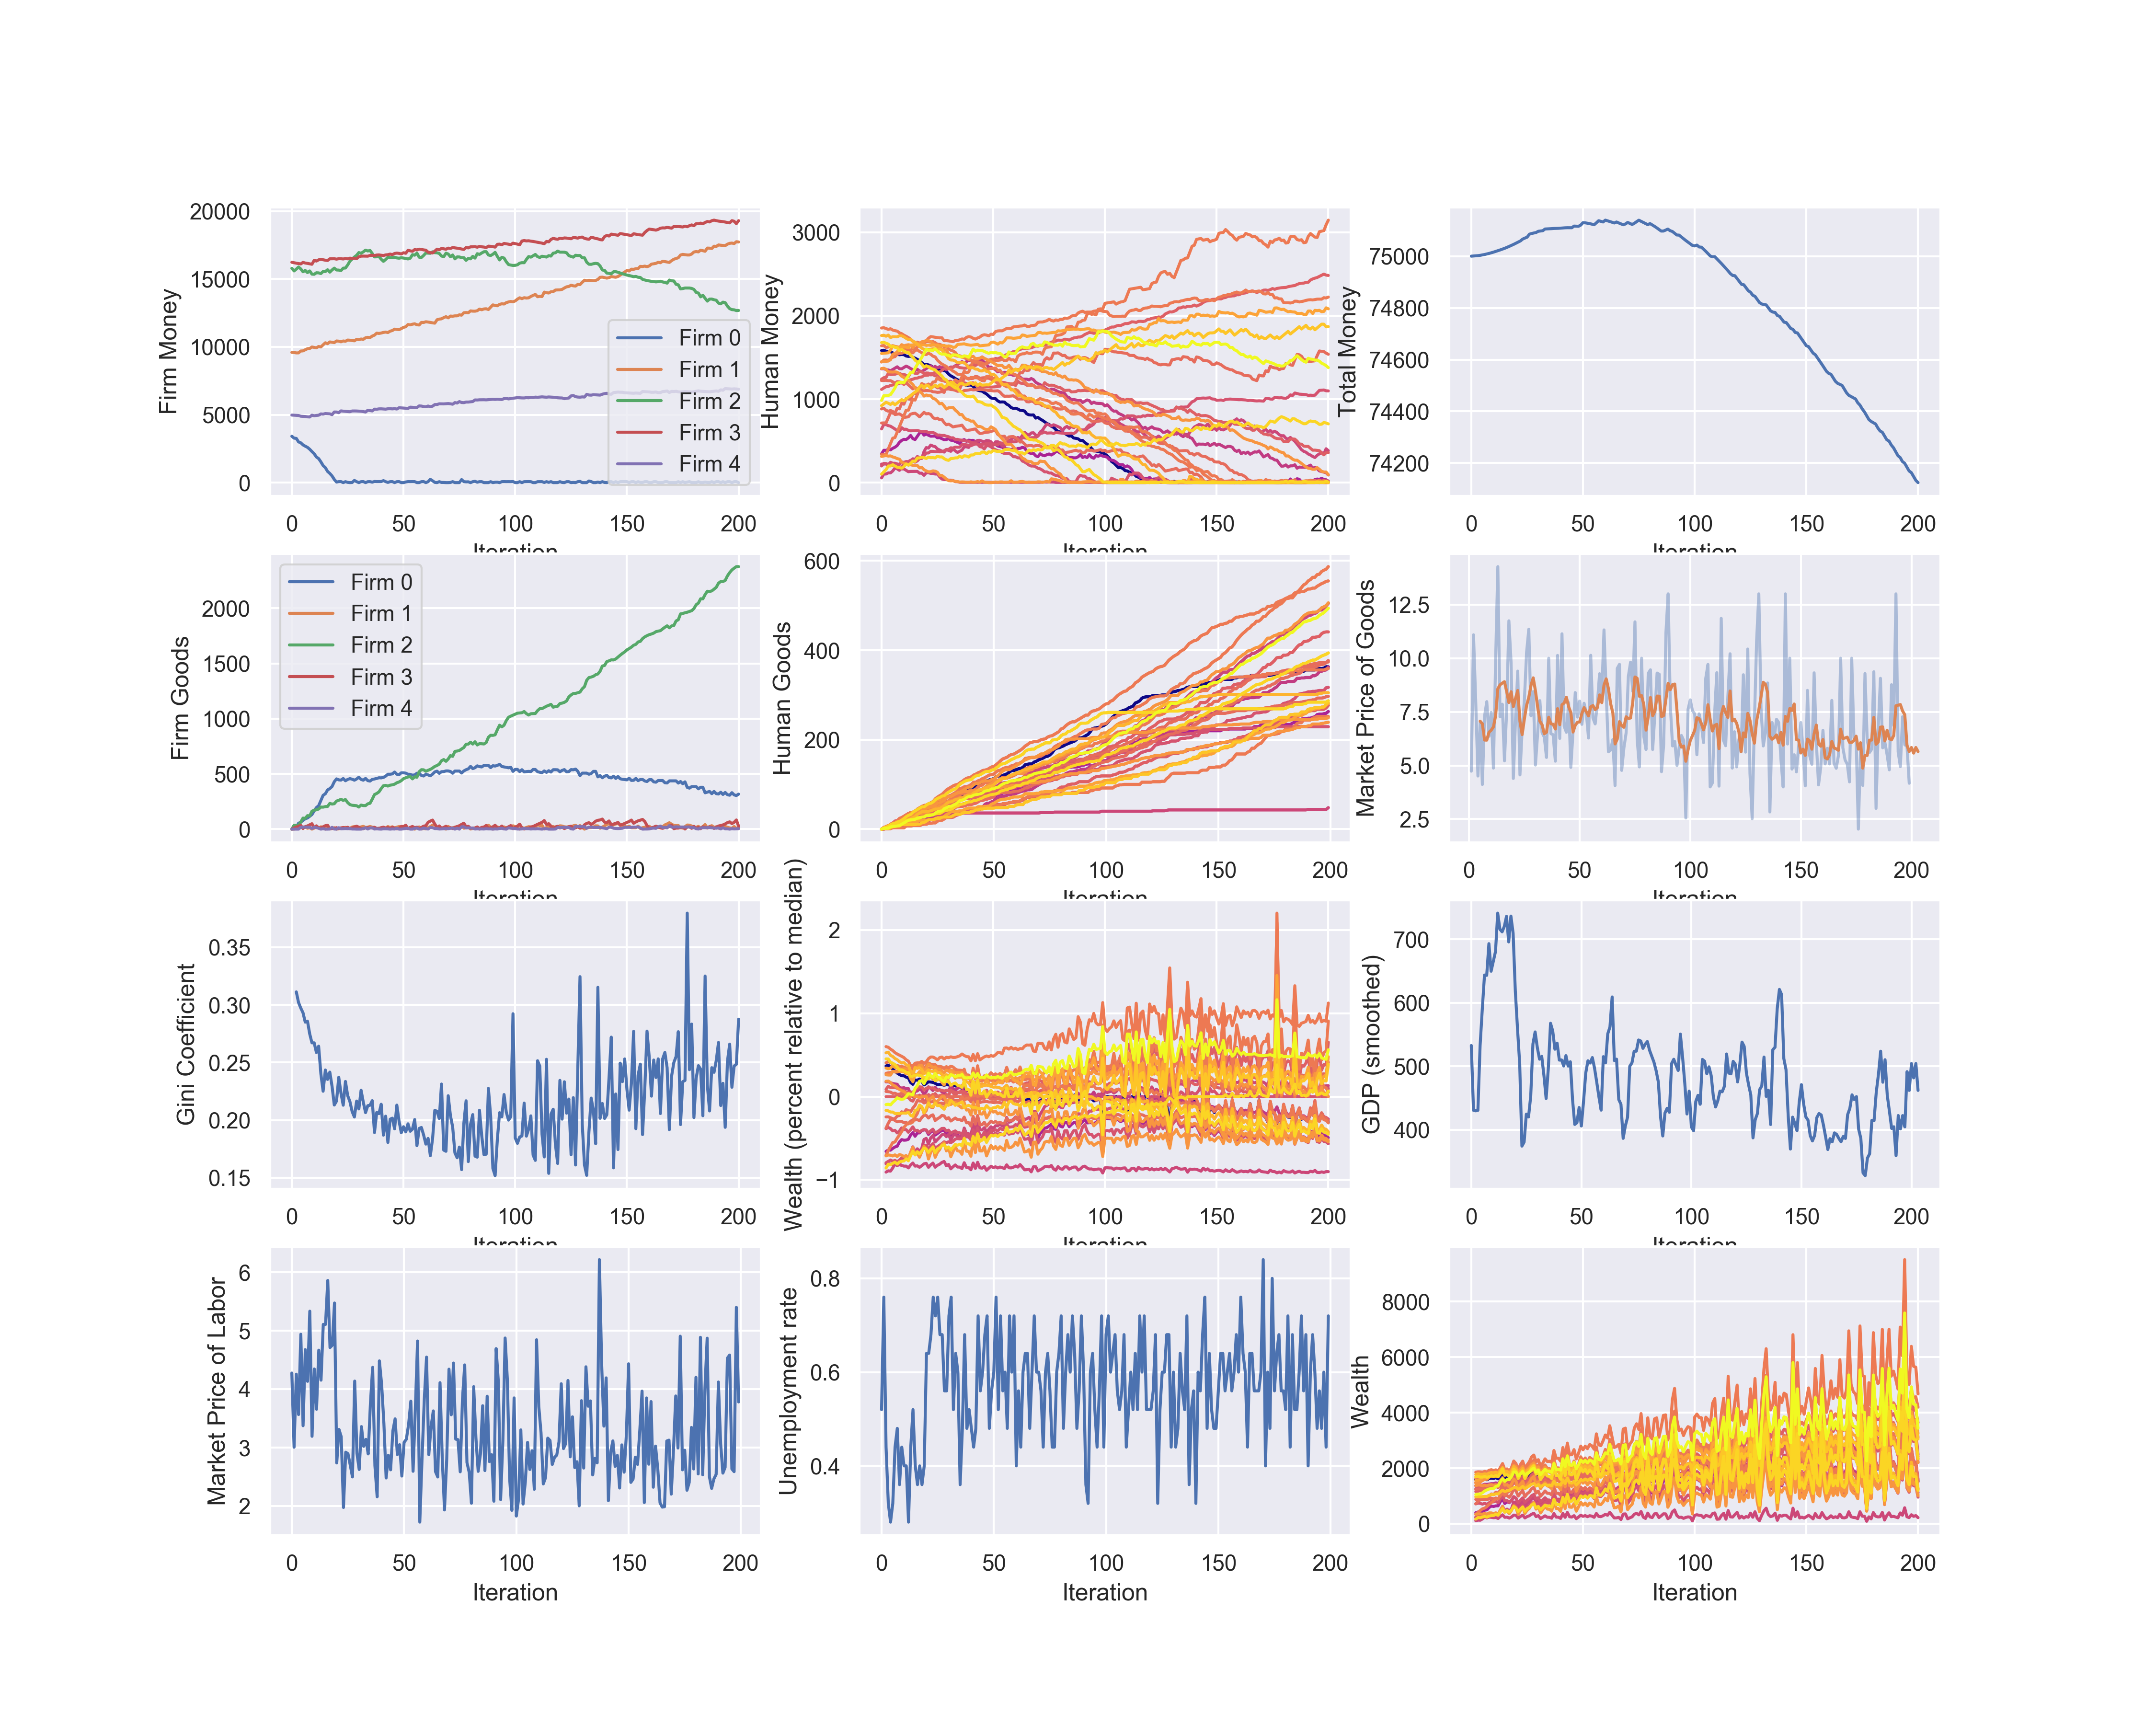 Firm Money
20000
15000
10000
5000
0
Firm 0
Firm 1
Firm 2
Firm 3
Firm 4
0 50 100 150 200
Iteration
Human Money
3000
2000
1000
0
0 50 100 150 200
Iteration
Total Money
75000
74800
74600
74400
74200
0 50 100 150 200
Iteration
Firm Goods
2000
1500
1000
500
0
Firm 0
Firm 1
Firm 2
Firm 3
Firm 4
0 50 100 150 200
Iteration
Human Goods
600
400
200
0
0 50 100 150 200
Iteration
Market Price of Goods
12.5
10.0
7.5
5.0
2.5
0 50 100 150 200
Iteration
Gini Coefficient
0.35
0.30
0.25
0.20
0.15
0 50 100 150 200
Iteration
Wealth (percent relative to median)
2
1
0
−1
0 50 100 150 200
Iteration
GDP (smoothed)
700
600
500
400
0 50 100 150 200
Iteration
Market Price of Labor
6
5
4
3
2
0 50 100 150 200
Iteration
Unemployment rate
0.8
0.6
0.4
0 50 100 150 200
Iteration
Wealth
8000
6000
4000
2000
0
0 50 100 150 200
Iteration